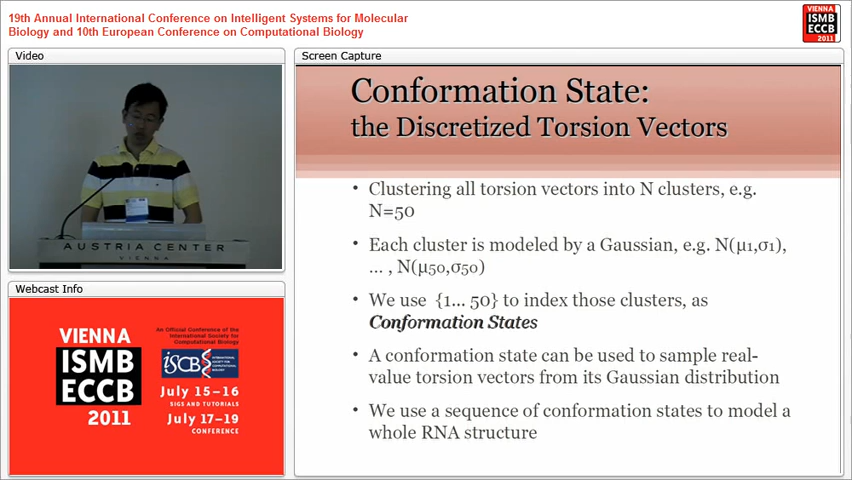 19th Annual International Conference on Intelligent Systems for Molecular
Biology and 10th European Conference on Computational Biology
VIENNA
ISMB
ECCB
2011
Video
Screen Capture
AUSTRIA CENTER
VIENNA
Webcast Info
VIENNA
ISMB
ECCB
2011
An Official Conference of the
International Society for
Computational Biology
ISCB
INTERNATIONAL
SOCIETY FOR
COMPUTATIONAL
BIOLOGY
July 15–16
SIGS AND TUTORIALS
July 17–19
CONFERENCE
Conformation State:
the Discretized Torsion Vectors
• Clustering all torsion vectors into N clusters, e.g.
N=50
• Each cluster is modeled by a Gaussian, e.g. N(μ1,σ1),
... , N(μ50,σ50)
• We use {1... 50} to index those clusters, as
Conformation States
• A conformation state can be used to sample real-
value torsion vectors from its Gaussian distribution
• We use a sequence of conformation states to model a
whole RNA structure